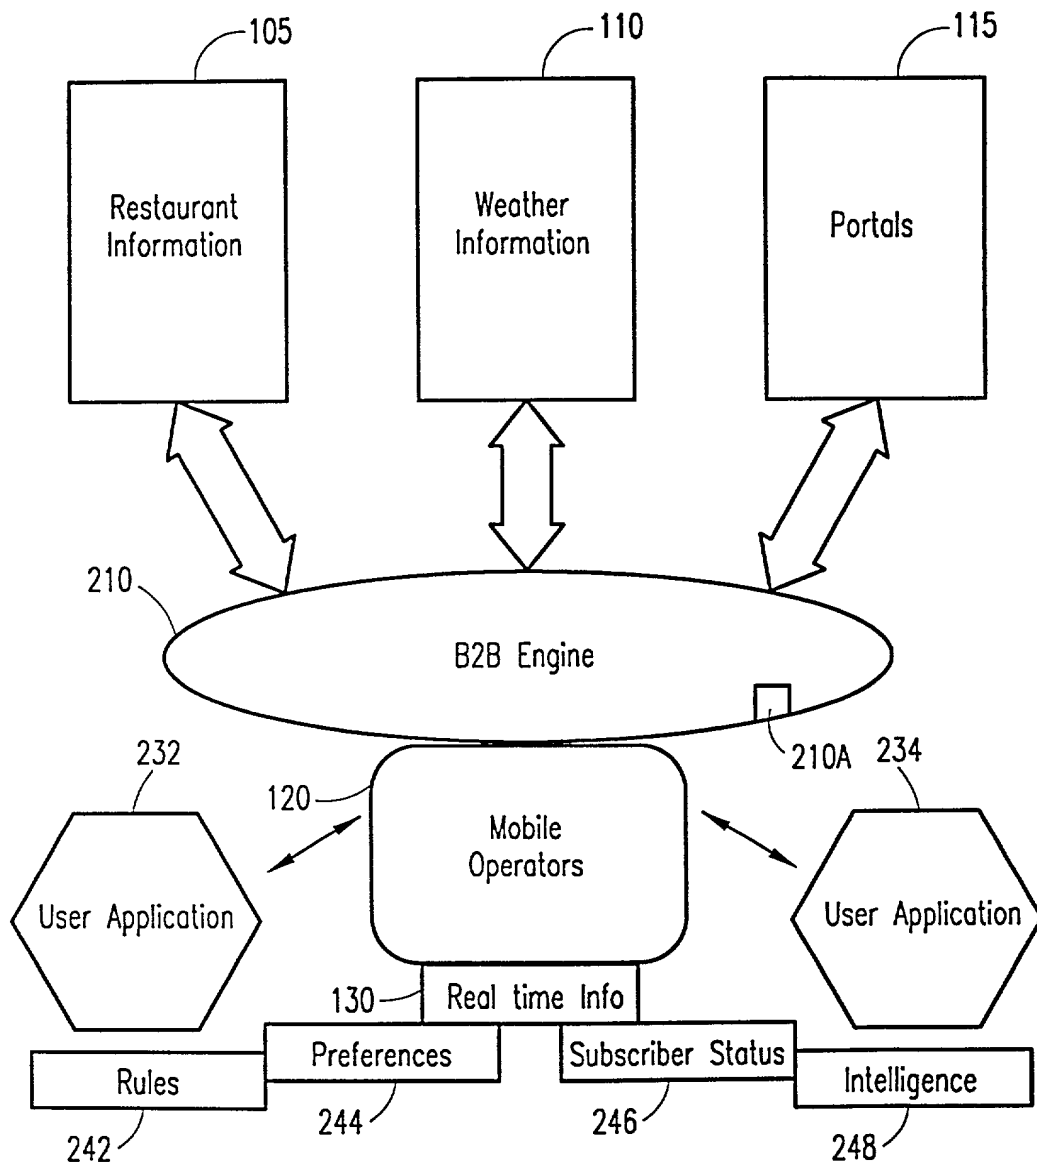 105
110
115
Restaurant
Information
Weather
Information
Portals
210
B2B Engine
210A
232
120
234
Mobile
Operators
User Application
User Application
130
Real time Info
Preferences
Subscriber Status
Rules
Intelligence
242
244
246
248